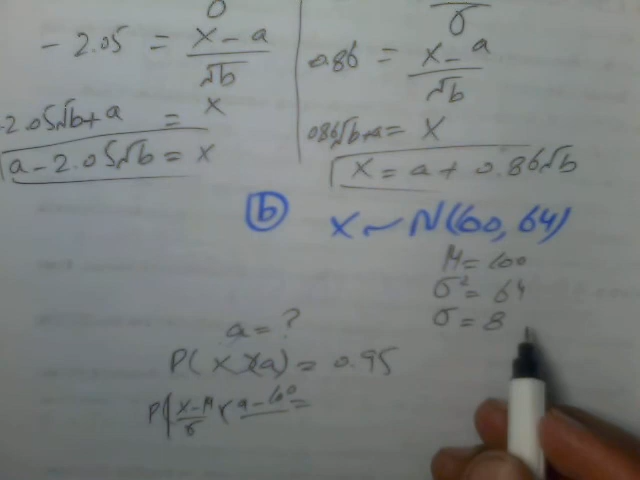 σ
- 2.05 = x - a / √b
-2.05√b + a = x
a - 2.05√b = x
σ
0.86 = x - a / √b
0.86√b + a = x
x = a + 0.86√b
ⓑ X ~ N(60, 64)
M = 60
σ² = 64
σ = 8
a = ?
P( X < a ) = 0.95
P( x - M / σ < a - 60 =